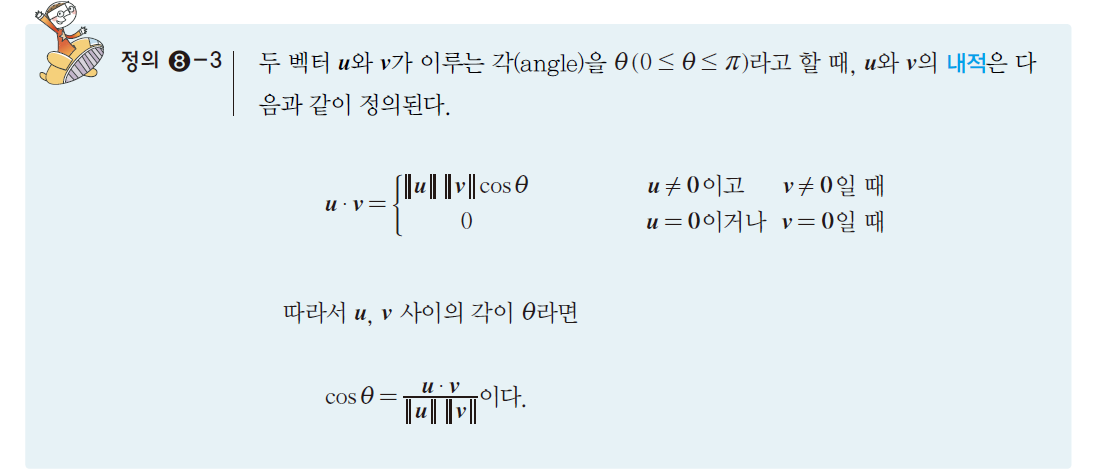 정의 ❽-3 두 벡터 u와 v가 이루는 각(angle)을 θ(0 ≤ θ ≤ π)라고 할 때, u와 v의 내적은 다
음과 같이 정의된다.
u · v = { ‖u‖ ‖v‖ cos θ u ≠ 0이고 v ≠ 0일 때
0 u = 0이거나 v = 0일 때
따라서 u, v 사이의 각이 θ라면
cos θ = u · v / ‖u‖ ‖v‖ 이다.